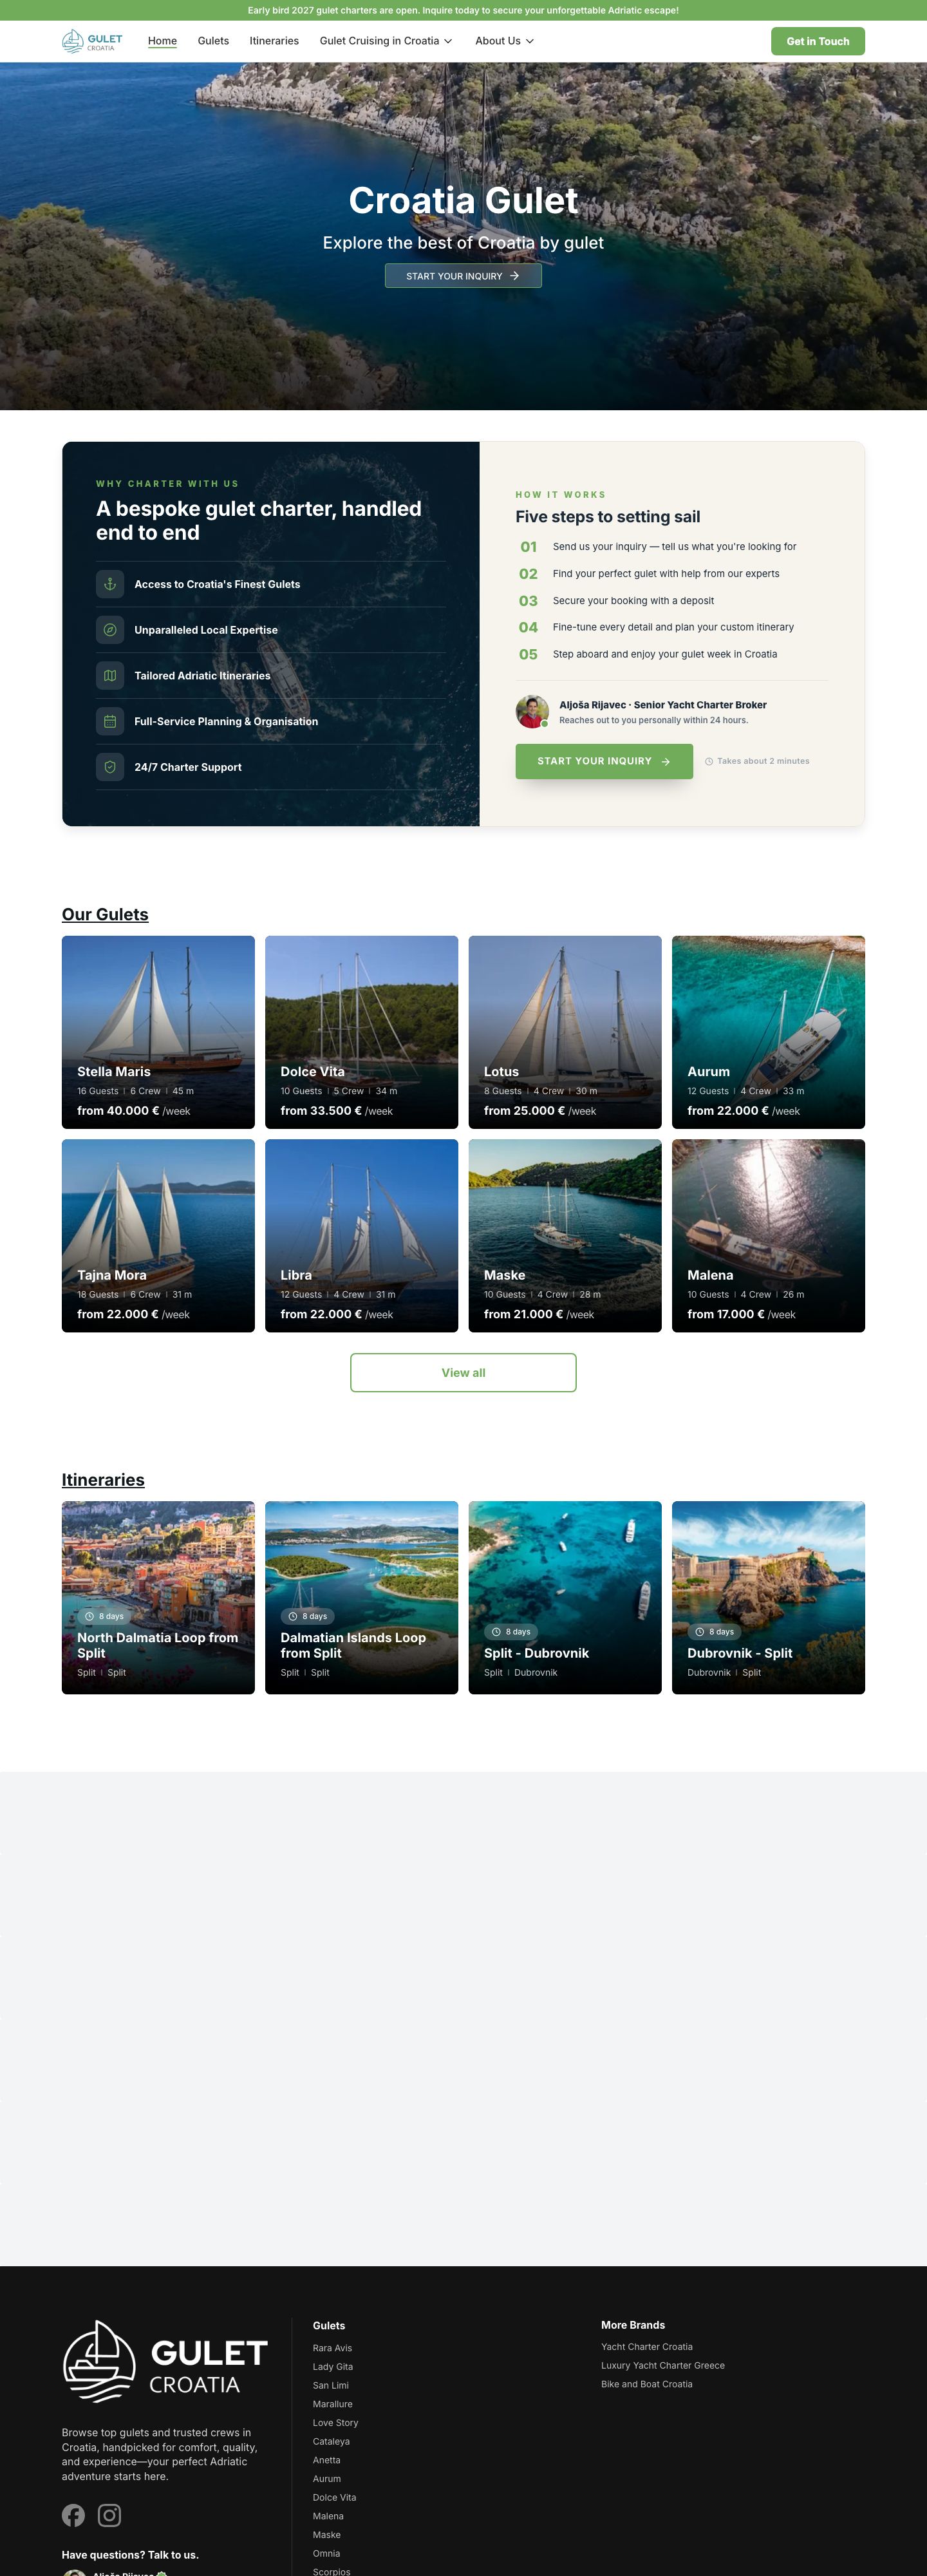 Early bird 2027 gulet charters are open. Inquire today to secure your unforgettable Adriatic escape!
GULET
CROATIA
Home
Gulets
Itineraries
Gulet Cruising in Croatia
About Us
Get in Touch
Croatia Gulet
Explore the best of Croatia by gulet
START YOUR INQUIRY
WHY CHARTER WITH US
A bespoke gulet charter, handled
end to end
Access to Croatia's Finest Gulets
Unparalleled Local Expertise
Tailored Adriatic Itineraries
Full-Service Planning & Organisation
24/7 Charter Support
HOW IT WORKS
Five steps to setting sail
01 Send us your inquiry — tell us what you're looking for
02 Find your perfect gulet with help from our experts
03 Secure your booking with a deposit
04 Fine-tune every detail and plan your custom itinerary
05 Step aboard and enjoy your gulet week in Croatia
Aljoša Rijavec · Senior Yacht Charter Broker
Reaches out to you personally within 24 hours.
START YOUR INQUIRY
Takes about 2 minutes
Our Gulets
Stella Maris
16 Guests | 6 Crew | 45 m
from 40.000 € /week
Dolce Vita
10 Guests | 5 Crew | 34 m
from 33.500 € /week
Lotus
8 Guests | 4 Crew | 30 m
from 25.000 € /week
Aurum
12 Guests | 4 Crew | 33 m
from 22.000 € /week
Tajna Mora
18 Guests | 6 Crew | 31 m
from 22.000 € /week
Libra
12 Guests | 4 Crew | 31 m
from 22.000 € /week
Maske
10 Guests | 4 Crew | 28 m
from 21.000 € /week
Malena
10 Guests | 4 Crew | 26 m
from 17.000 € /week
View all
Itineraries
8 days
North Dalmatia Loop from
Split
Split | Split
8 days
Dalmatian Islands Loop
from Split
Split | Split
8 days
Split - Dubrovnik
Split | Dubrovnik
8 days
Dubrovnik - Split
Dubrovnik | Split
GULET
CROATIA
Browse top gulets and trusted crews in
Croatia, handpicked for comfort, quality,
and experience—your perfect Adriatic
adventure starts here.
Have questions? Talk to us.
Aljoša Rijavec
Gulets
Rara Avis
Lady Gita
San Limi
Marallure
Love Story
Cataleya
Anetta
Aurum
Dolce Vita
Malena
Maske
Omnia
Scorpios
More Brands
Yacht Charter Croatia
Luxury Yacht Charter Greece
Bike and Boat Croatia